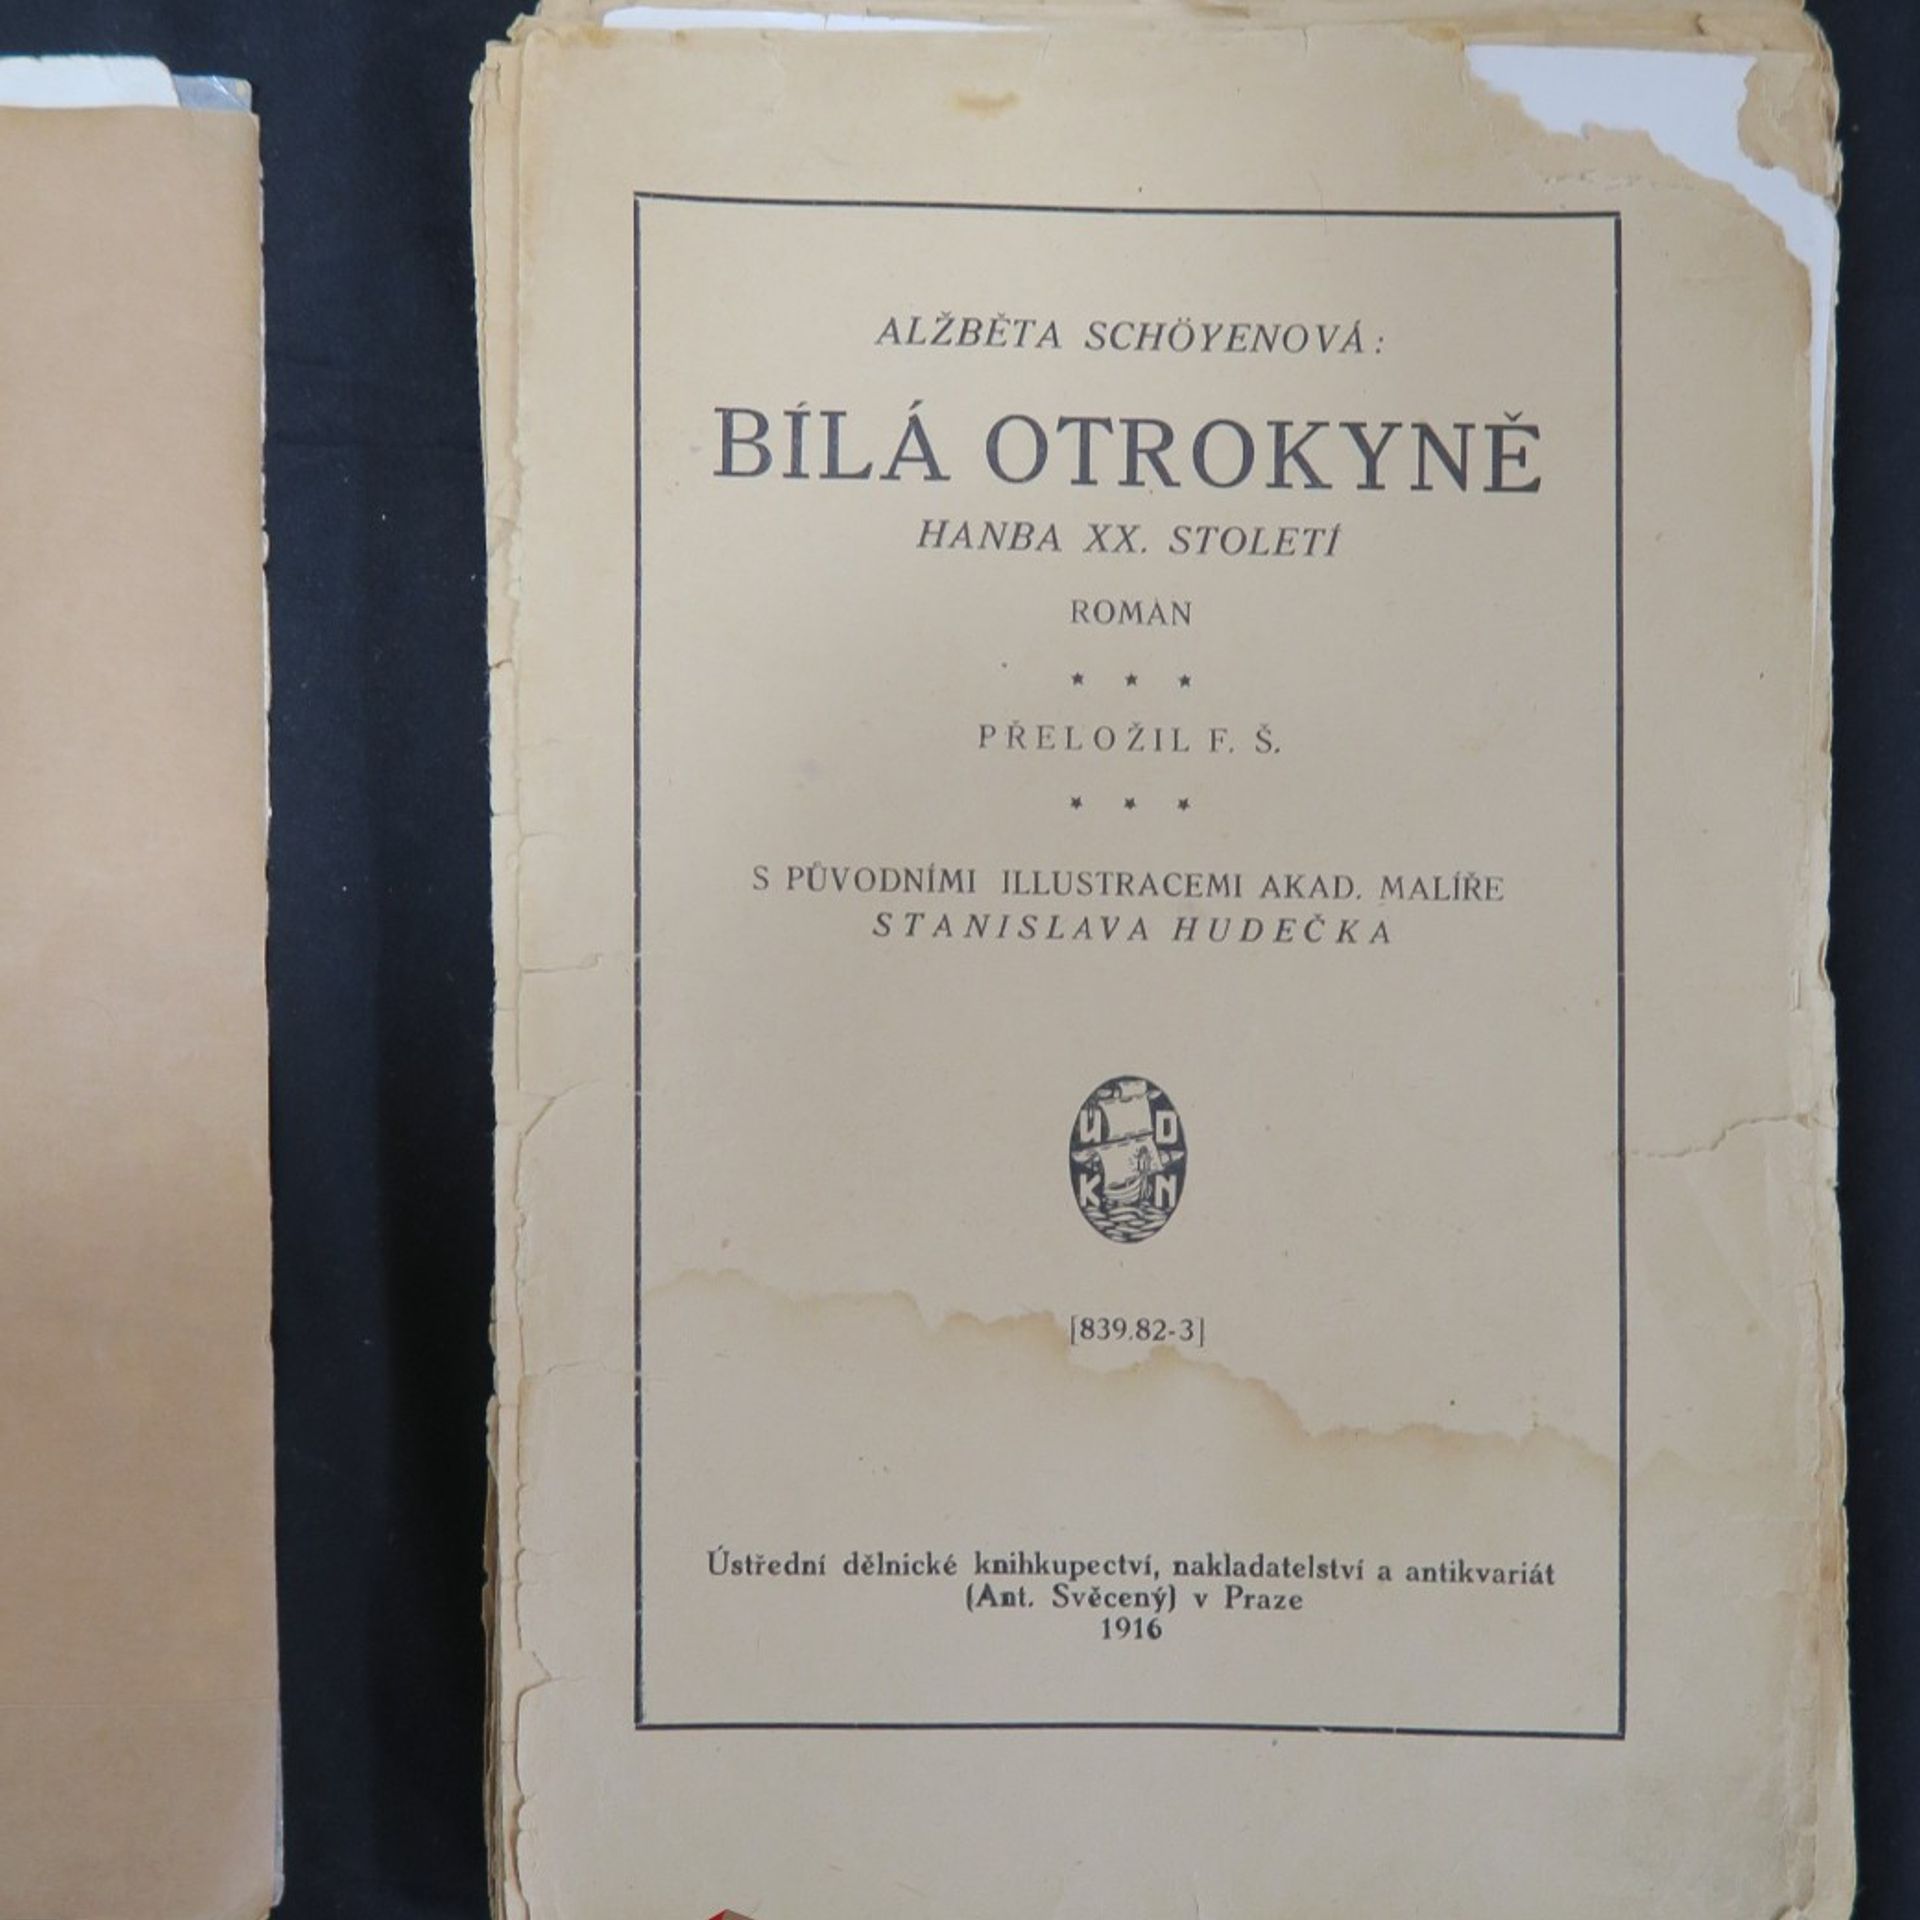 ALŽBĚTA SCHÖYENOVÁ:
BÍLÁ OTROKYNĚ
HANBA XX. STOLETÍ
ROMÁN
* * *
PŘELOŽIL F. Š.
* * *
S PŮVODNÍMI ILLUSTRACEMI AKAD. MALÍŘE
STANISLAVA HUDEČKA
U D
K N
[839.82-3]
Ústřední dělnické knihkupectví, nakladatelství a antikvariát
(Ant. Svěcený) v Praze
1916